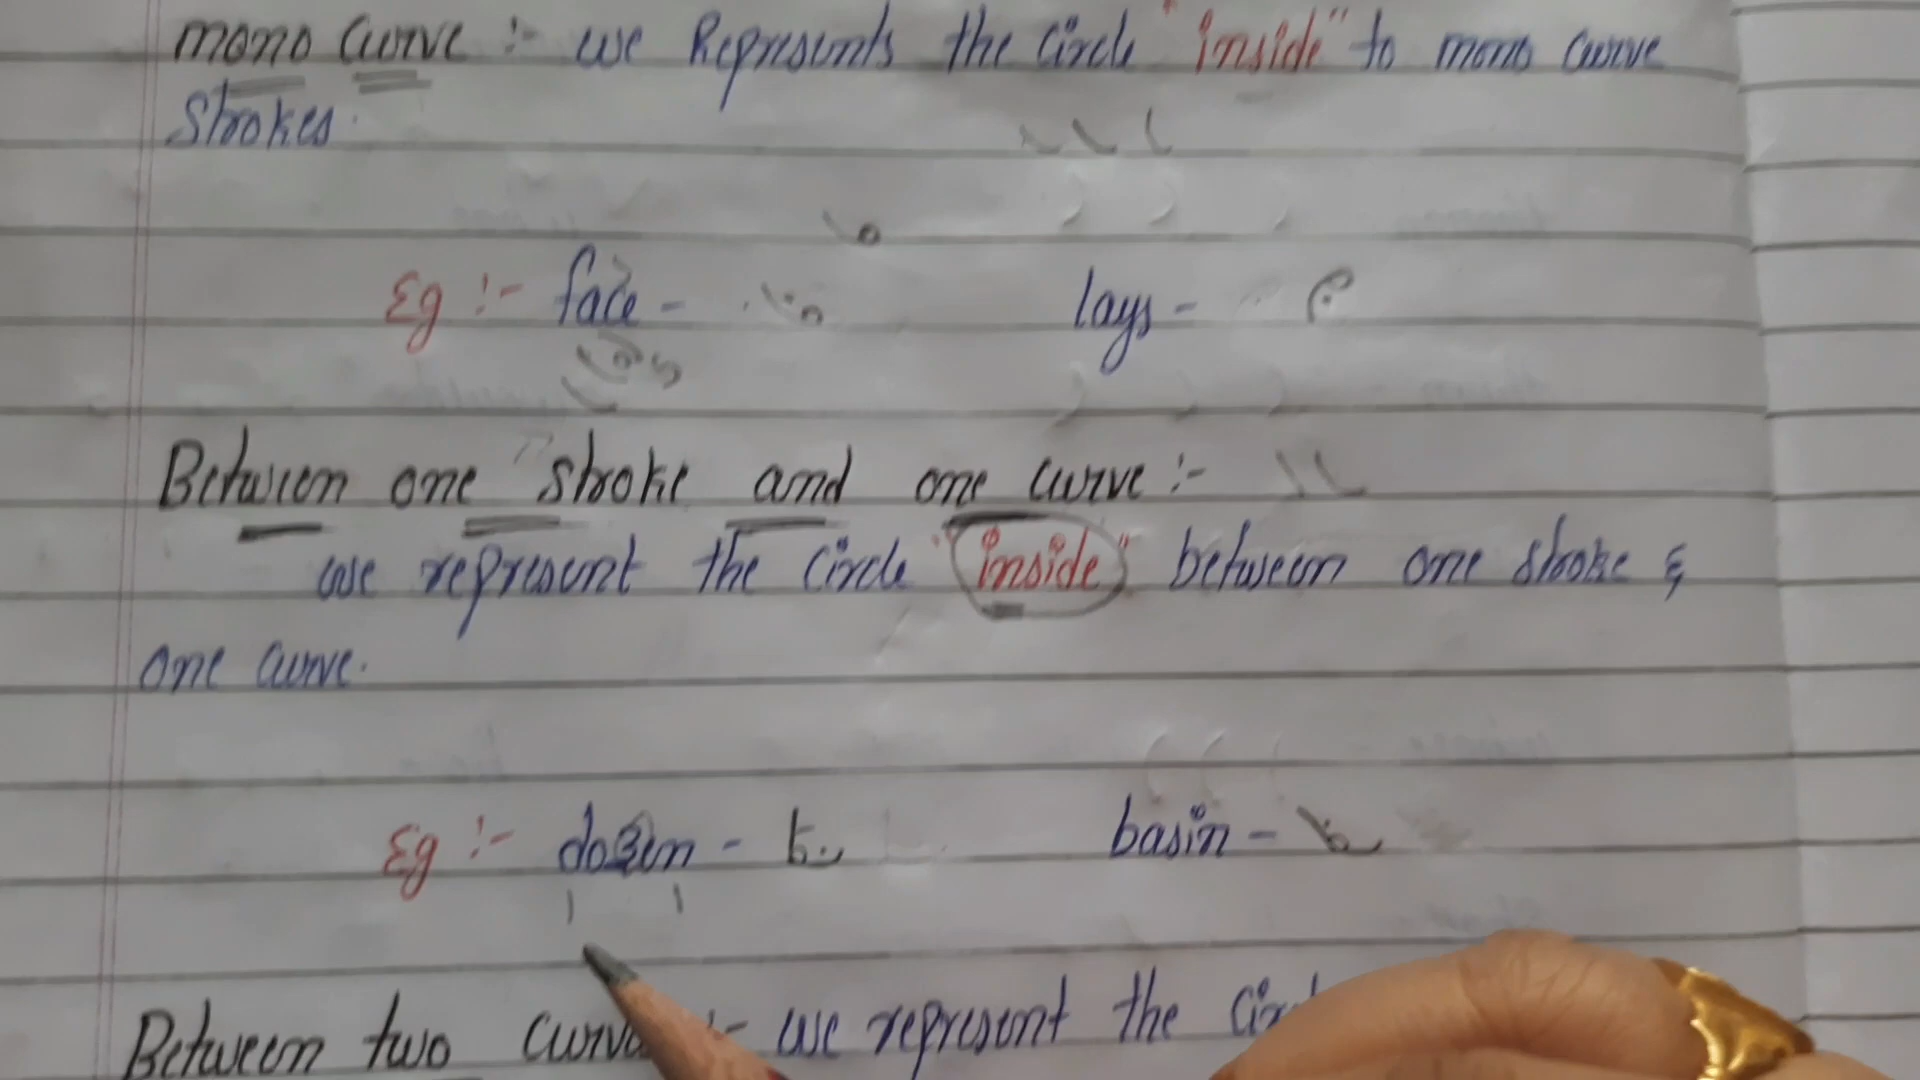 mono Curve :- we Represents the Circle "inside" to mono curve
Strokes.
Eg :- face - lays -
Between one stroke and one curve :-
we represent the Circle "inside" between one stroke &
one curve.
Eg :- dozen - basin -
Between two curve :- we represent the